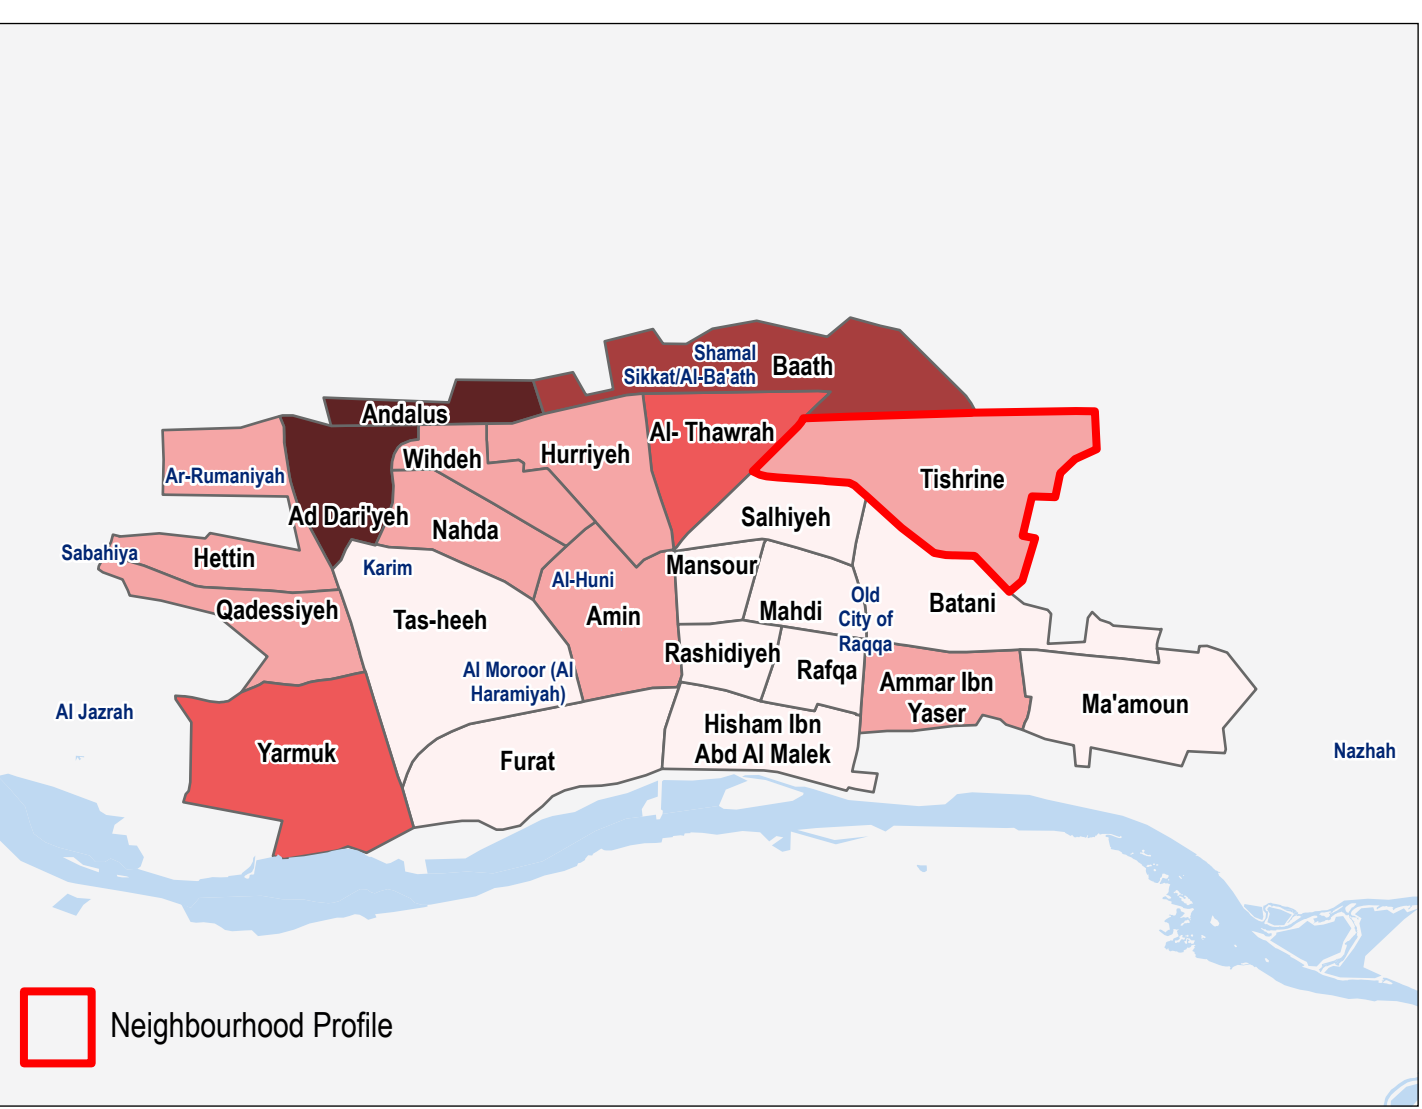 Shamal
Sikkat/Al-Ba'ath
Baath
Andalus
Al- Thawrah
Wihdeh
Hurriyeh
Ar-Rumaniyah
Tishrine
Ad Dari'yeh
Nahda
Salhiyeh
Sabahiya
Hettin
Karim
Al-Huni
Mansour
Qadessiyeh
Tas-heeh
Amin
Mahdi
Old
City of
Raqqa
Batani
Rashidiyeh
Rafqa
Al Moroor (Al
Haramiyah)
Ammar Ibn
Yaser
Ma'amoun
Al Jazrah
Hisham Ibn
Abd Al Malek
Yarmuk
Furat
Nazhah
Neighbourhood Profile